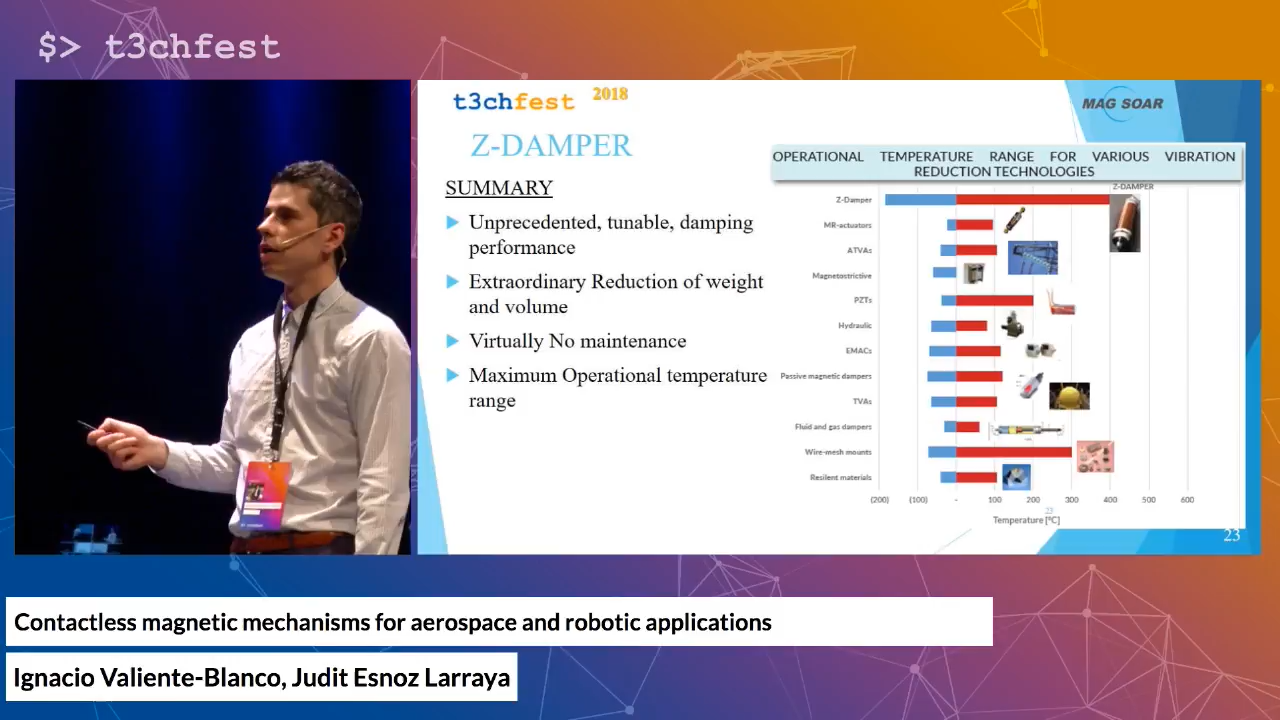 $> t3chfest
t3chfest 2018
MAG SOAR
Z-DAMPER
SUMMARY
Unprecedented, tunable, damping
performance
Extraordinary Reduction of weight
and volume
Virtually No maintenance
Maximum Operational temperature
range
OPERATIONAL TEMPERATURE RANGE FOR VARIOUS VIBRATION
REDUCTION TECHNOLOGIES
Z-DAMPER
Z-Damper
MR-actuators
ATVAs
Magnetostrictive
PZTs
Hydraulic
EMACs
Passive magnetic dampers
TVAs
Fluid and gas dampers
Wire-mesh mounts
Resilent materials
(200) (100) - 100 200 300 400 500 600
23
Temperature [ºC]
23
Contactless magnetic mechanisms for aerospace and robotic applications
Ignacio Valiente-Blanco, Judit Esnoz Larraya